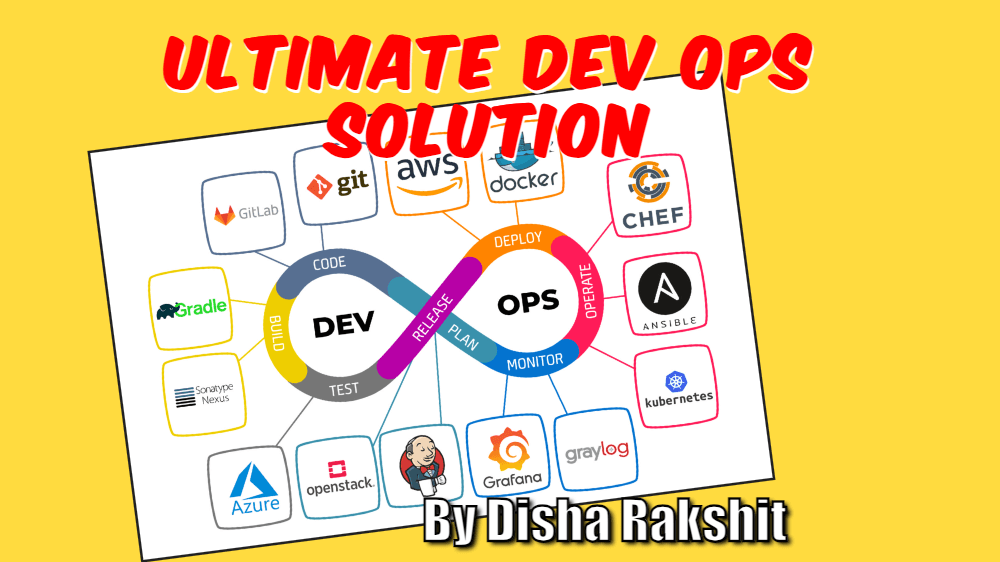 ULTIMATE DEV OPS
SOLUTION
GitLab
git
aws
docker
CHEF
CODE
DEPLOY
OPERATE
Gradle
BUILD
DEV
RELEASE
OPS
ANSIBLE
PLAN
Sonatype
Nexus
TEST
MONITOR
kubernetes
Azure
openstack.
Grafana
graylog
By Disha Rakshit